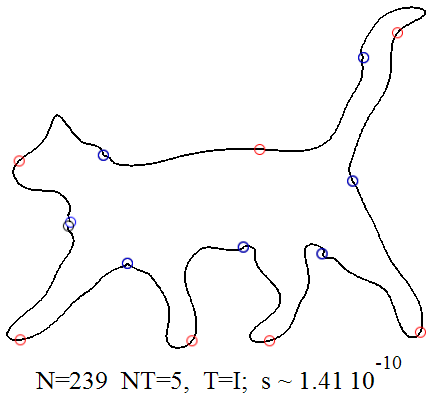 N=239 NT=5, T=I; s ~ 1.41 10⁻¹⁰